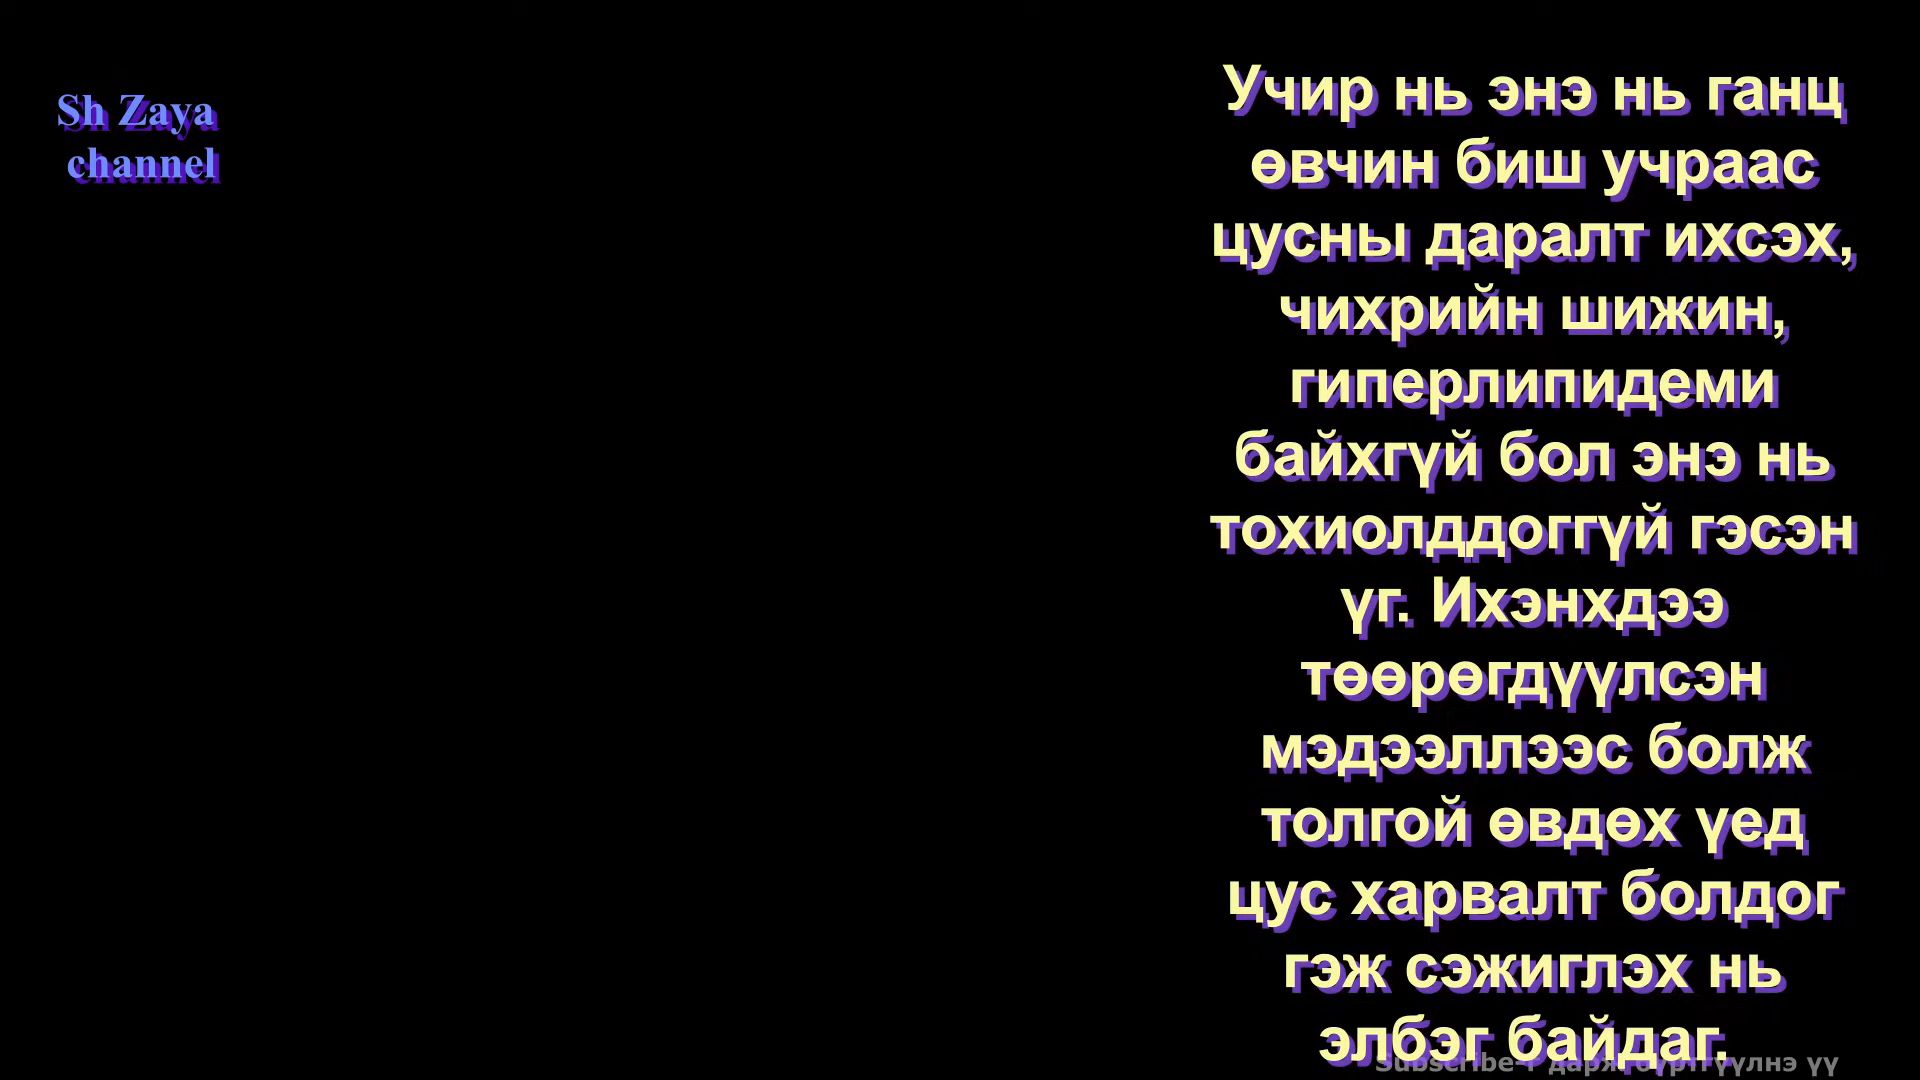 Sh Zaya
channel
Учир нь энэ нь ганц
өвчин биш учраас
цусны даралт ихсэх,
чихрийн шижин,
гиперлипидеми
байхгүй бол энэ нь
тохиолддоггүй гэсэн
үг. Ихэнхдээ
төөрөгдүүлсэн
мэдээллээс болж
толгой өвдөх үед
цус харвалт болдог
гэж сэжиглэх нь
элбэг байдаг.
үү